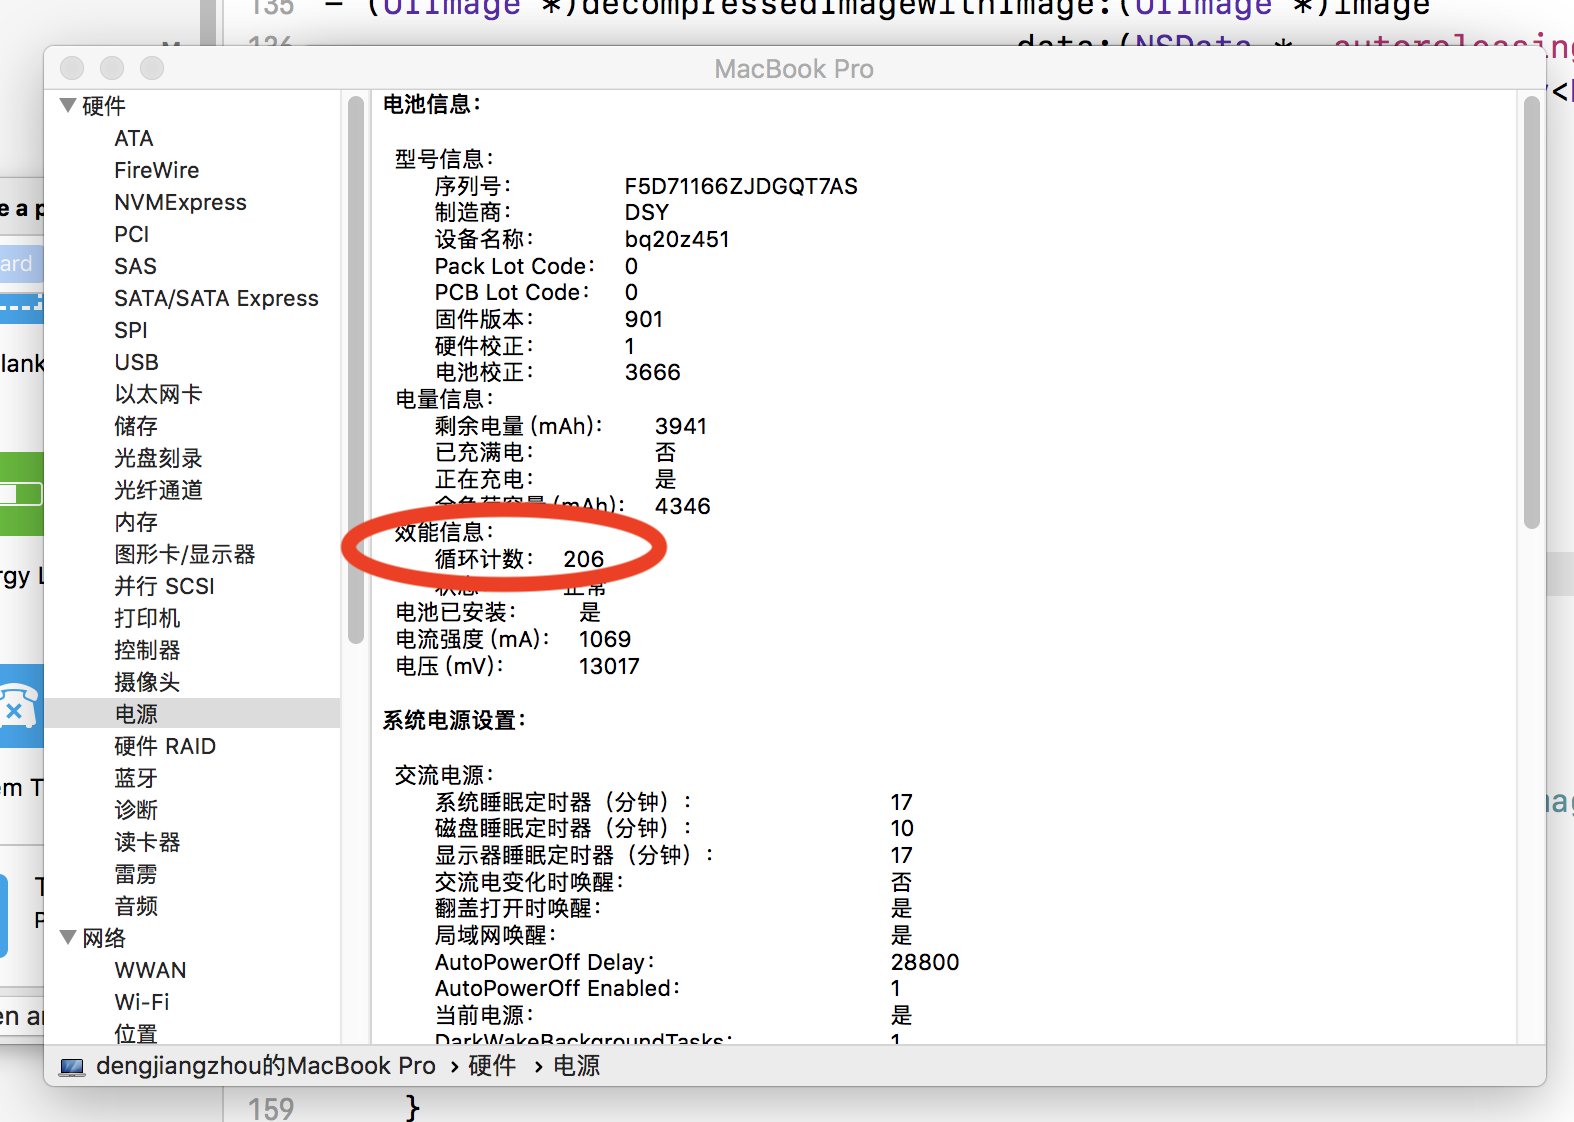 135 - (UIImage *)decompressedImageWithImage:(UIImage *)image
136 data:(NSData * autoreleasing
MacBook Pro
硬件
ATA
FireWire
NVMExpress
PCI
SAS
SATA/SATA Express
SPI
USB
以太网卡
储存
光盘刻录
光纤通道
内存
图形卡/显示器
并行 SCSI
打印机
控制器
摄像头
电源
硬件 RAID
蓝牙
诊断
读卡器
雷雳
音频
网络
WWAN
Wi-Fi
位置
电池信息：
型号信息：
序列号： F5D71166ZJDGQT7AS
制造商： DSY
设备名称： bq20z451
Pack Lot Code： 0
PCB Lot Code： 0
固件版本： 901
硬件校正： 1
电池校正： 3666
电量信息：
剩余电量 (mAh)： 3941
已充满电： 否
正在充电： 是
(mAh)： 4346
效能信息：
循环计数： 206
状态 正常
电池已安装： 是
电流强度 (mA)： 1069
电压 (mV)： 13017
系统电源设置：
交流电源：
系统睡眠定时器（分钟）： 17
磁盘睡眠定时器（分钟）： 10
显示器睡眠定时器（分钟）： 17
交流电变化时唤醒： 否
翻盖打开时唤醒： 是
局域网唤醒： 是
AutoPowerOff Delay： 28800
AutoPowerOff Enabled： 1
当前电源： 是
DarkWakeBackgroundTasks： 1
dengjiangzhou的MacBook Pro › 硬件 › 电源
159 }